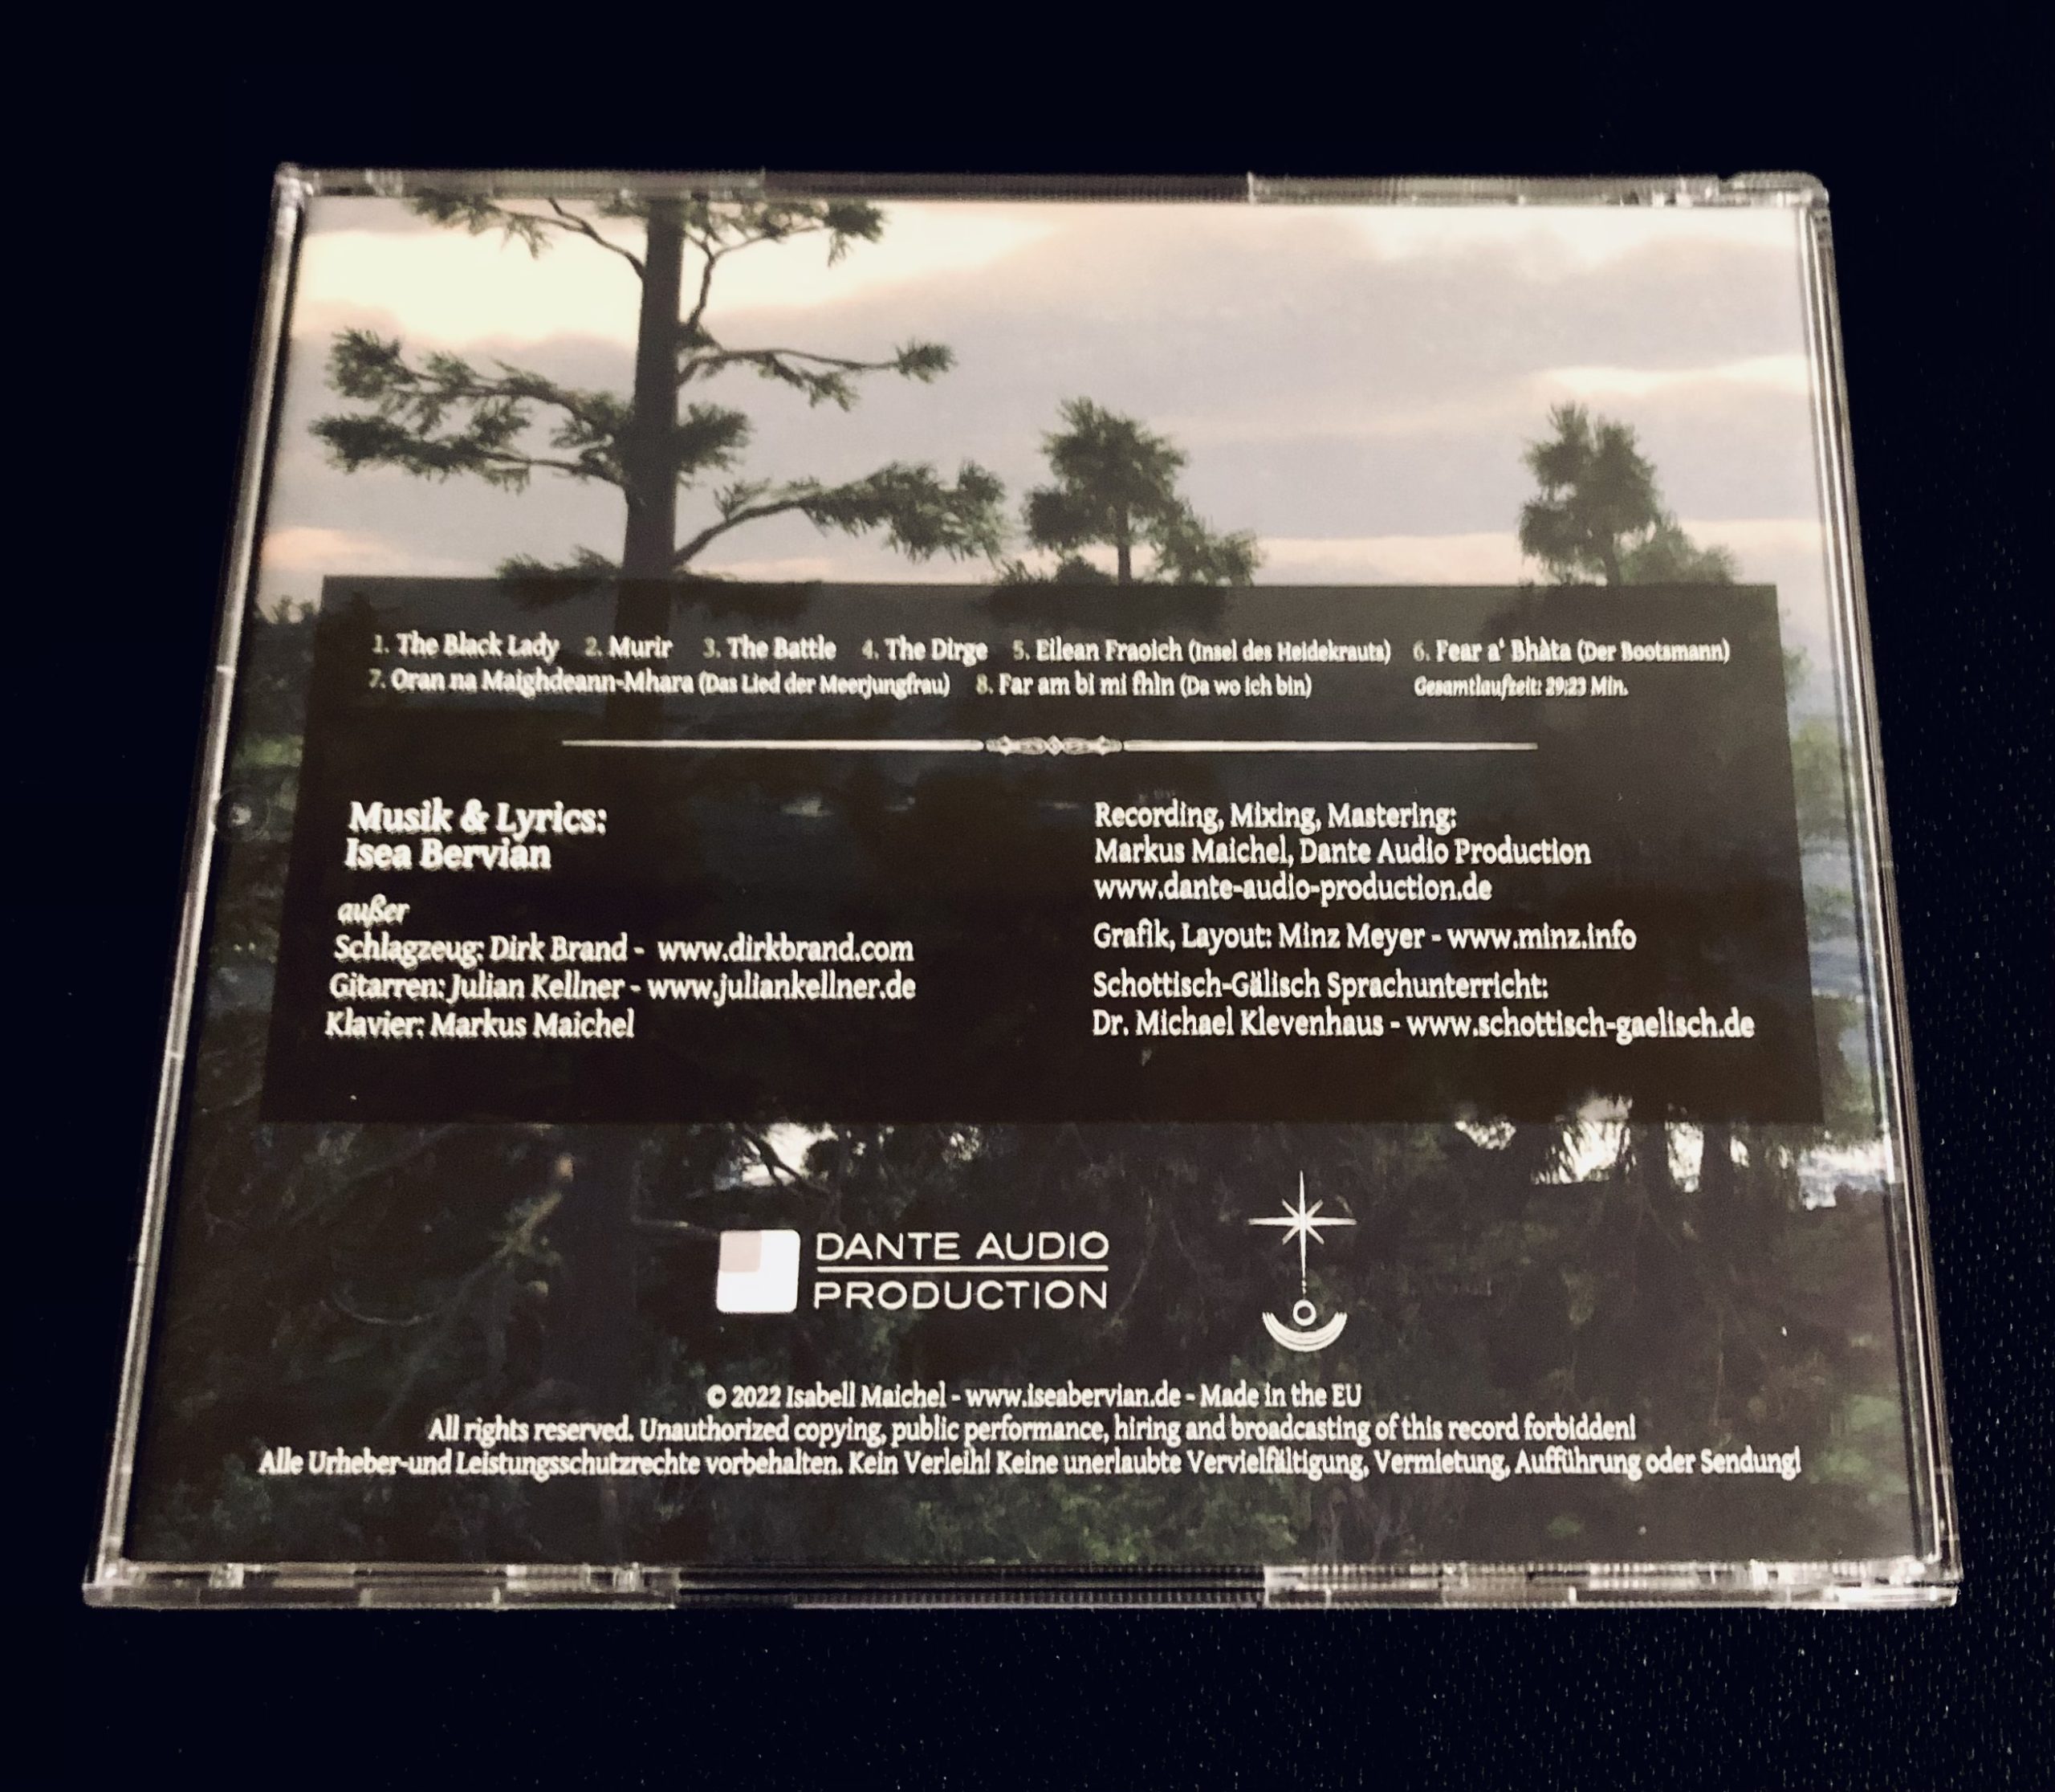 1. The Black Lady 2. Murir 3. The Battle 4. The Dirge 5. Eilean Fraoich (Insel des Heidekrauts) 6. Fear a' Bhàta (Der Bootsmann)
7. Oran na Maighdeann-Mhara (Das Lied der Meerjungfrau) 8. Far am bi mi fhìn (Da wo ich bin) Gesamtlaufzeit: 29:23 Min.
Musik & Lyrics:
Isea Bervian
außer
Schlagzeug: Dirk Brand - www.dirkbrand.com
Gitarren: Julian Kellner - www.juliankellner.de
Klavier: Markus Maichel
Recording, Mixing, Mastering:
Markus Maichel, Dante Audio Production
www.dante-audio-production.de
Grafik, Layout: Minz Meyer - www.minz.info
Schottisch-Gälisch Sprachunterricht:
Dr. Michael Klevenhaus - www.schottisch-gaelisch.de
DANTE AUDIO
PRODUCTION
© 2022 Isabell Maichel - www.iseabervian.de - Made in the EU
All rights reserved. Unauthorized copying, public performance, hiring and broadcasting of this record forbidden!
Alle Urheber-und Leistungsschutzrechte vorbehalten. Kein Verleih! Keine unerlaubte Vervielfältigung, Vermietung, Aufführung oder Sendung!